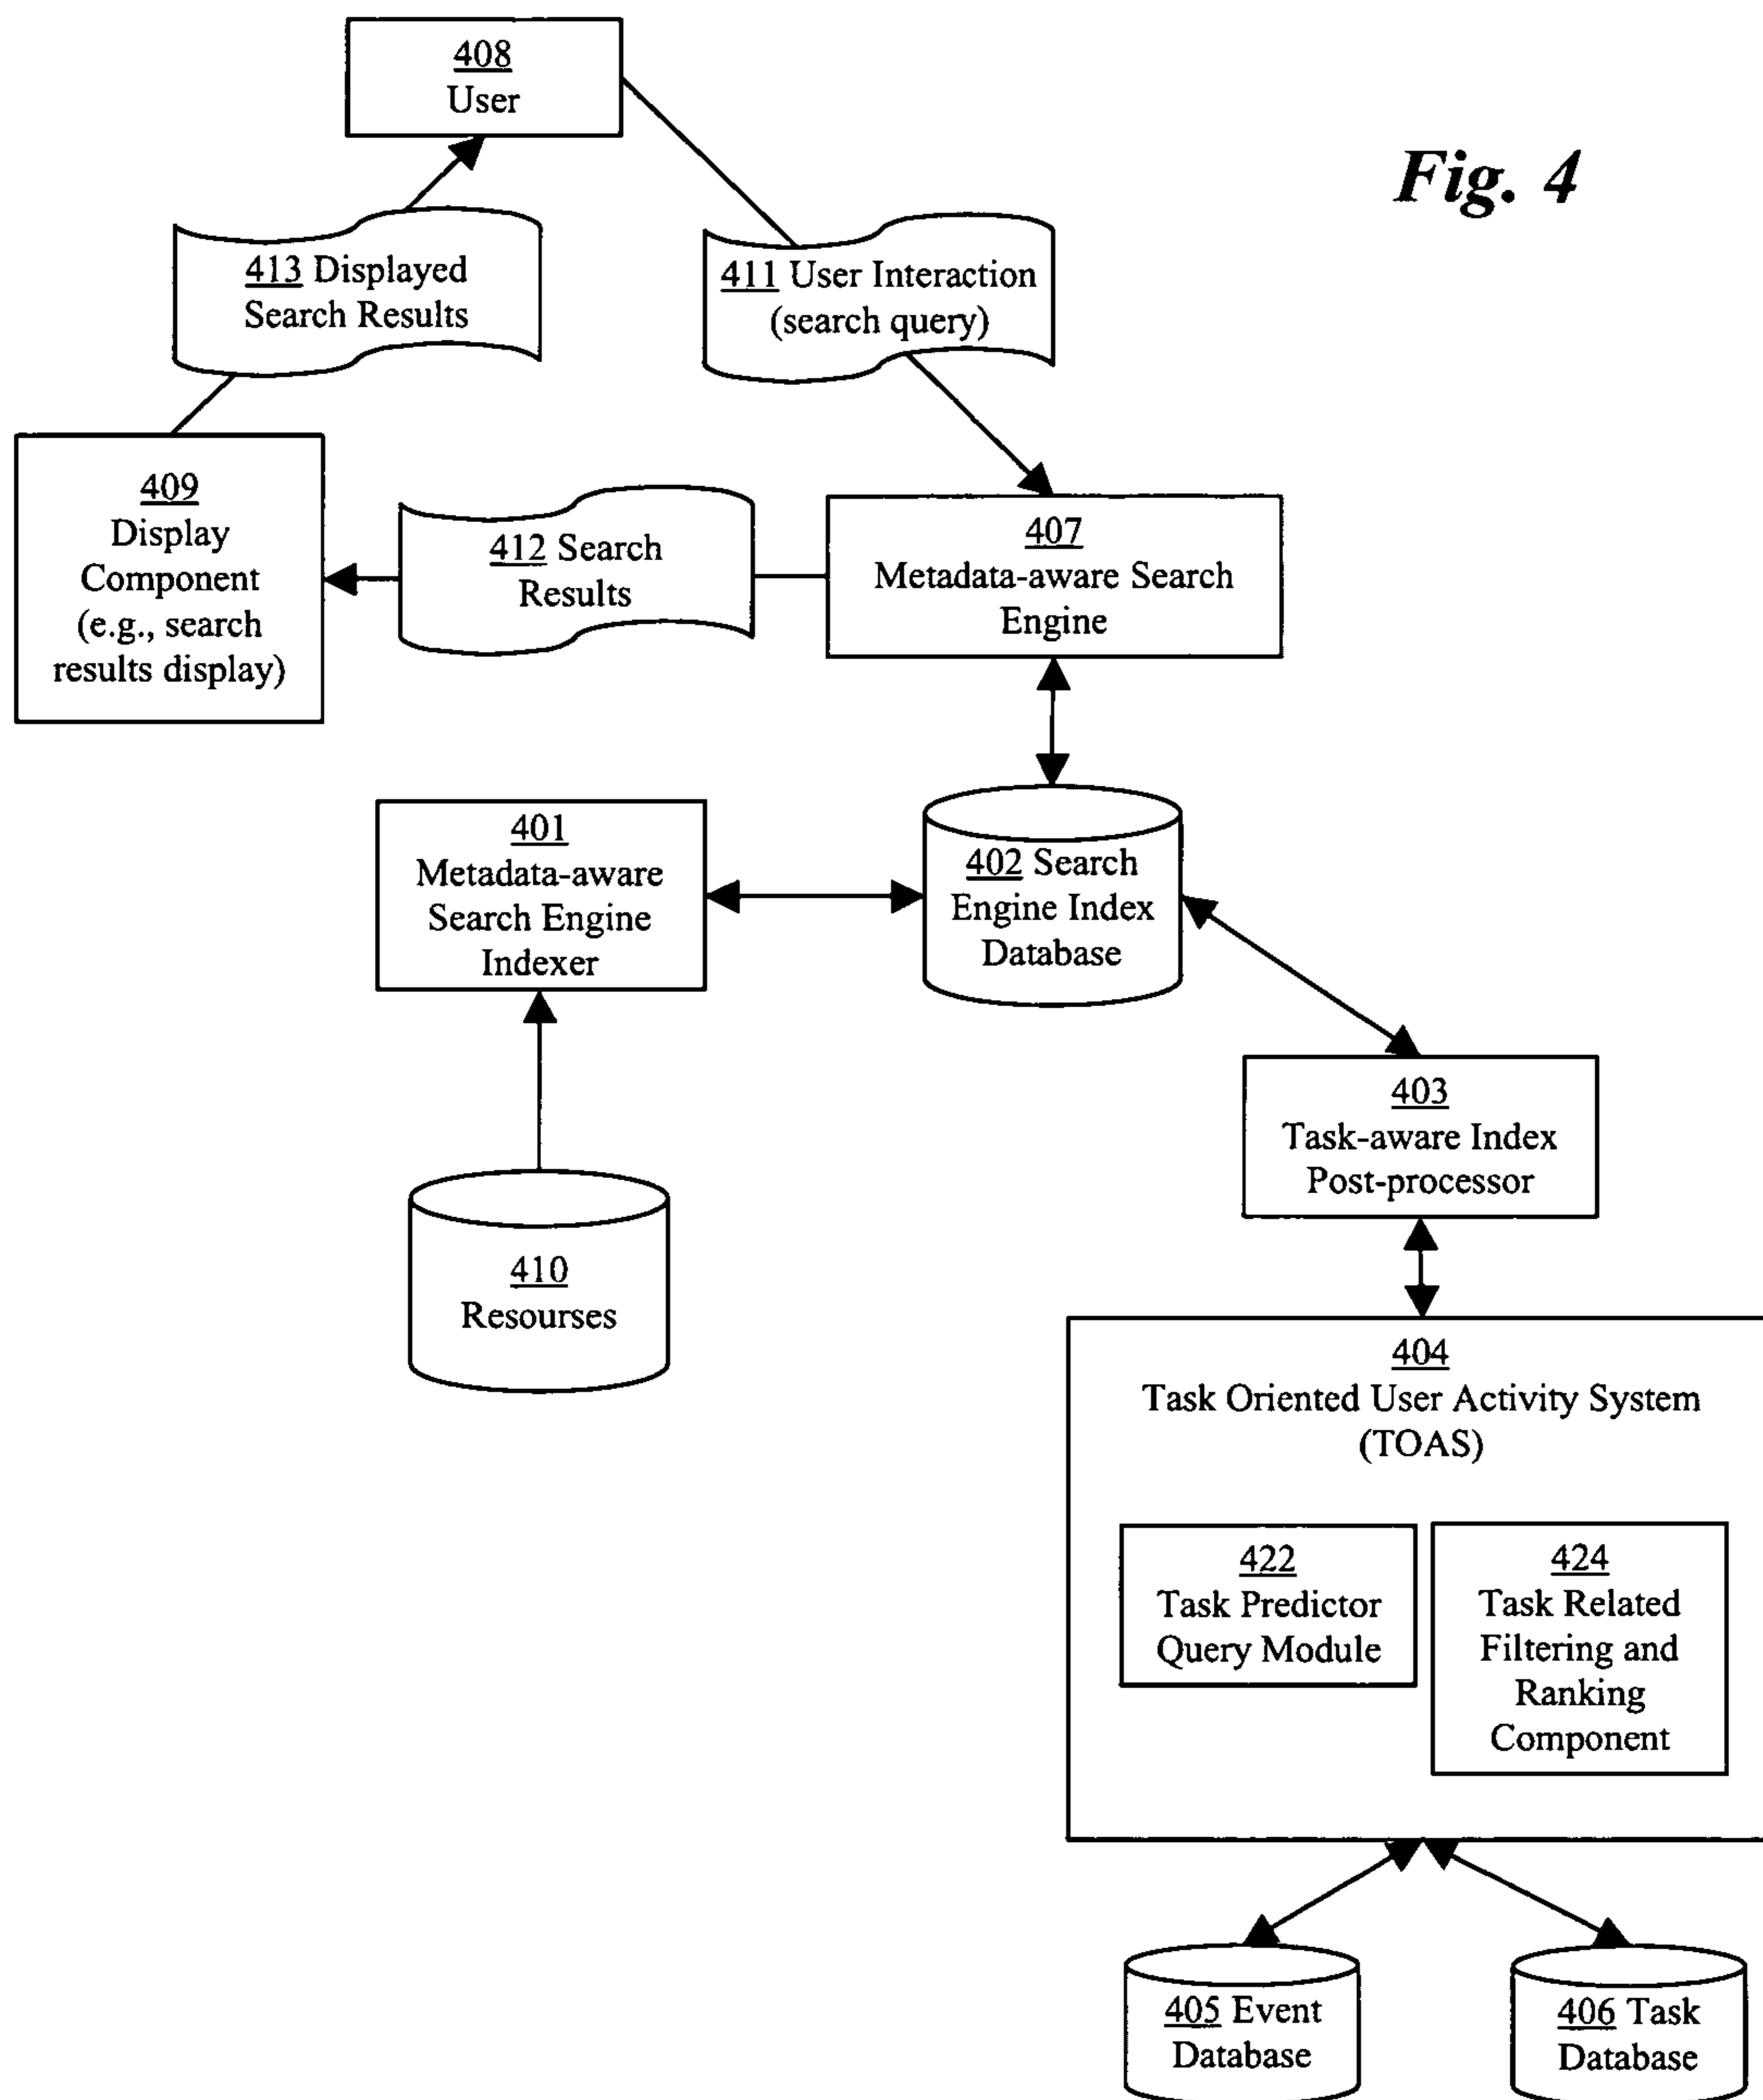 408
User
Fig. 4
413 Displayed
Search Results
411 User Interaction
(search query)
409
Display
Component
(e.g., search
results display)
412 Search
Results
407
Metadata-aware Search
Engine
401
Metadata-aware
Search Engine
Indexer
402 Search
Engine Index
Database
403
Task-aware Index
Post-processor
410
Resourses
404
Task Oriented User Activity System
(TOAS)
422
Task Predictor
Query Module
424
Task Related
Filtering and
Ranking
Component
405 Event
Database
406 Task
Database